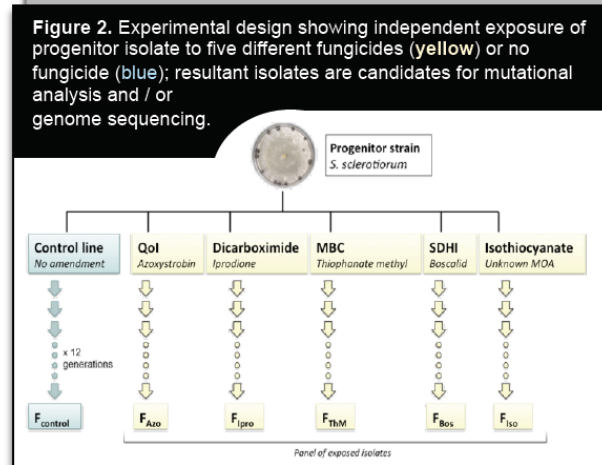 Figure 2. Experimental design showing independent exposure of
progenitor isolate to five different fungicides (yellow) or no
fungicide (blue); resultant isolates are candidates for mutational
analysis and / or
genome sequencing.
Progenitor strain
S. sclerotiorum
Control line
No amendment
QoI
Azoxystrobin
Dicarboximide
Iprodione
MBC
Thiophanate methyl
SDHI
Boscalid
Isothiocyanate
Unknown MOA
x 12
generations
Fcontrol
FAzo
FIpro
FThM
FBos
FIso
Panel of exposed isolates